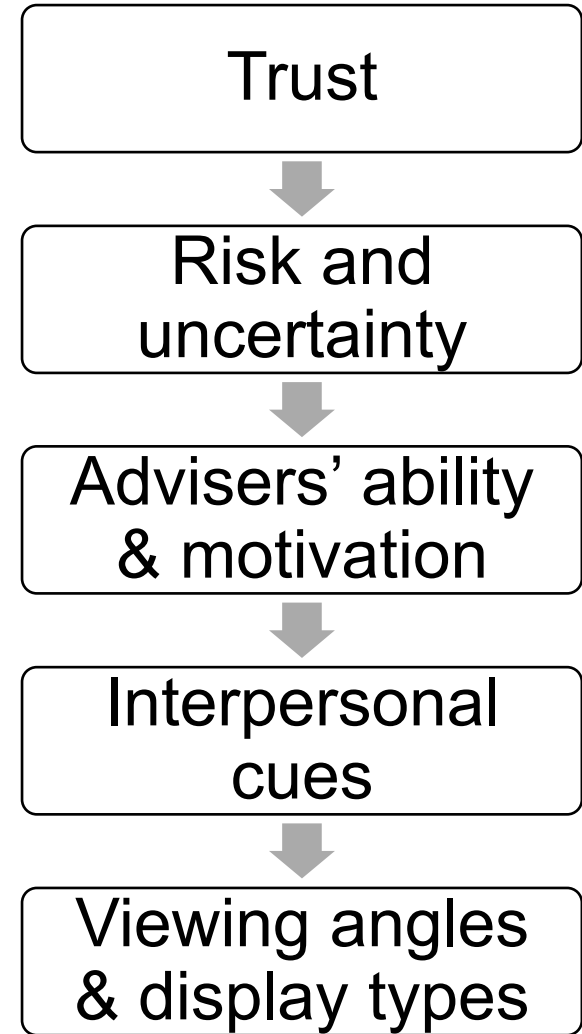 Trust
Risk and
uncertainty
Advisers’ ability
& motivation
Interpersonal
cues
Viewing angles
& display types